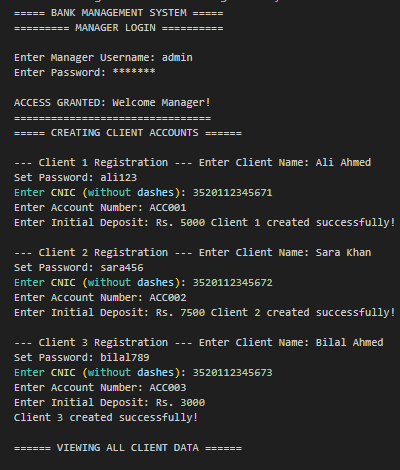 ===== BANK MANAGEMENT SYSTEM =====
========= MANAGER LOGIN ==========
Enter Manager Username: admin
Enter Password: *******
ACCESS GRANTED: Welcome Manager!
=================================
===== CREATING CLIENT ACCOUNTS ======
--- Client 1 Registration --- Enter Client Name: Ali Ahmed
Set Password: ali123
Enter CNIC (without dashes): 3520112345671
Enter Account Number: ACC001
Enter Initial Deposit: Rs. 5000 Client 1 created successfully!
--- Client 2 Registration --- Enter Client Name: Sara Khan
Set Password: sara456
Enter CNIC (without dashes): 3520112345672
Enter Account Number: ACC002
Enter Initial Deposit: Rs. 7500 Client 2 created successfully!
--- Client 3 Registration --- Enter Client Name: Bilal Ahmed
Set Password: bilal789
Enter CNIC (without dashes): 3520112345673
Enter Account Number: ACC003
Enter Initial Deposit: Rs. 3000
Client 3 created successfully!
====== VIEWING ALL CLIENT DATA ======